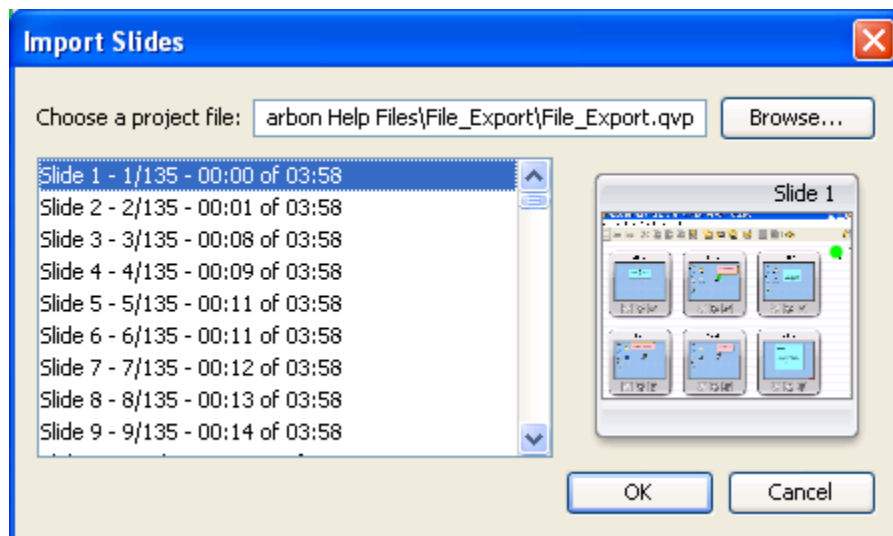 Import Slides
Choose a project file: arbon Help Files\File_Export\File_Export.qvp Browse...
Slide 1 - 1/135 - 00:00 of 03:58
Slide 2 - 2/135 - 00:01 of 03:58
Slide 3 - 3/135 - 00:08 of 03:58
Slide 4 - 4/135 - 00:09 of 03:58
Slide 5 - 5/135 - 00:11 of 03:58
Slide 6 - 6/135 - 00:11 of 03:58
Slide 7 - 7/135 - 00:12 of 03:58
Slide 8 - 8/135 - 00:13 of 03:58
Slide 9 - 9/135 - 00:14 of 03:58
Slide 1
OK Cancel